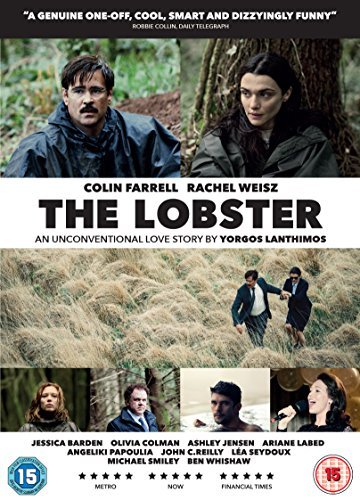 “A GENUINE ONE-OFF, COOL, SMART AND DIZZYINGLY FUNNY”
ROBBIE COLLIN, DAILY TELEGRAPH
COLIN FARRELL RACHEL WEISZ
THE LOBSTER
AN UNCONVENTIONAL LOVE STORY BY YORGOS LANTHIMOS
JESSICA BARDEN OLIVIA COLMAN ASHLEY JENSEN ARIANE LABED
ANGELIKI PAPOULIA JOHN C.REILLY LÉA SEYDOUX
MICHAEL SMILEY BEN WHISHAW
15
★★★★★ ★★★★★ ★★★★★
METRO NOW FINANCIAL TIMES
15